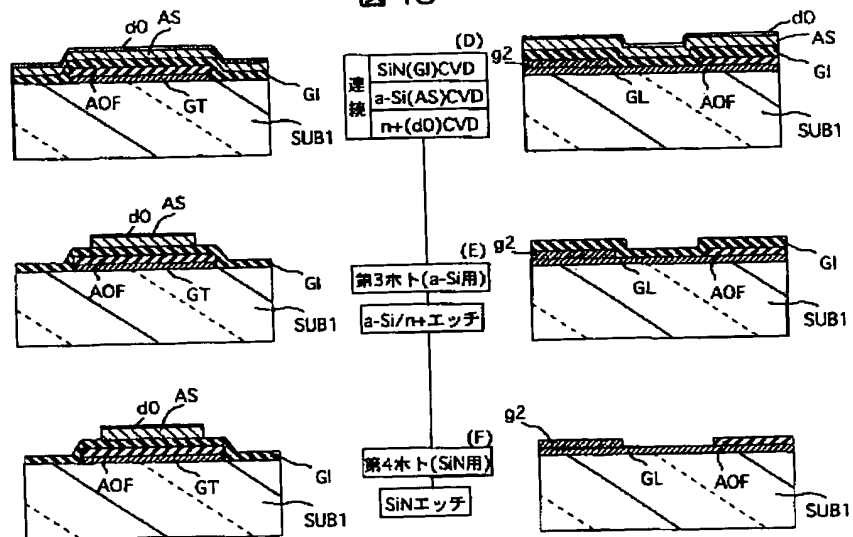 (D)
d0
AS
AOF
GT
GI
SUB1
連続
SiN(GI)CVD
a-Si(AS)CVD
n+(d0)CVD
d0
AS
g2
GI
GL
AOF
SUB1
(E)
d0
AS
AOF
GT
GI
SUB1
第3ホト(a-Si用)
a-Si/n+エッチ
g2
GI
GL
AOF
SUB1
(F)
d0
AS
AOF
GT
GI
SUB1
第4ホト(SiN用)
SiNエッチ
g2
GL
AOF
SUB1